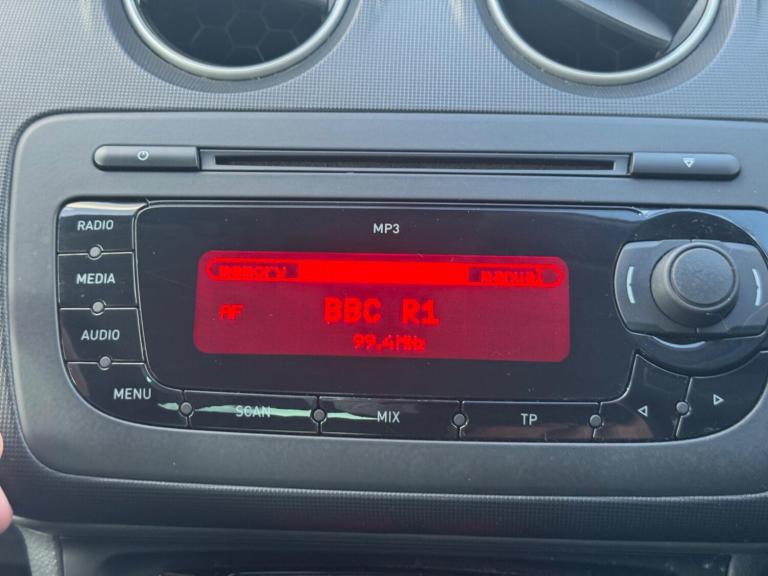 RADIO
MP3
MEDIA
AUDIO
memory
manual
AF
BBC R1
99.4MHz
MENU
SCAN
MIX
TP